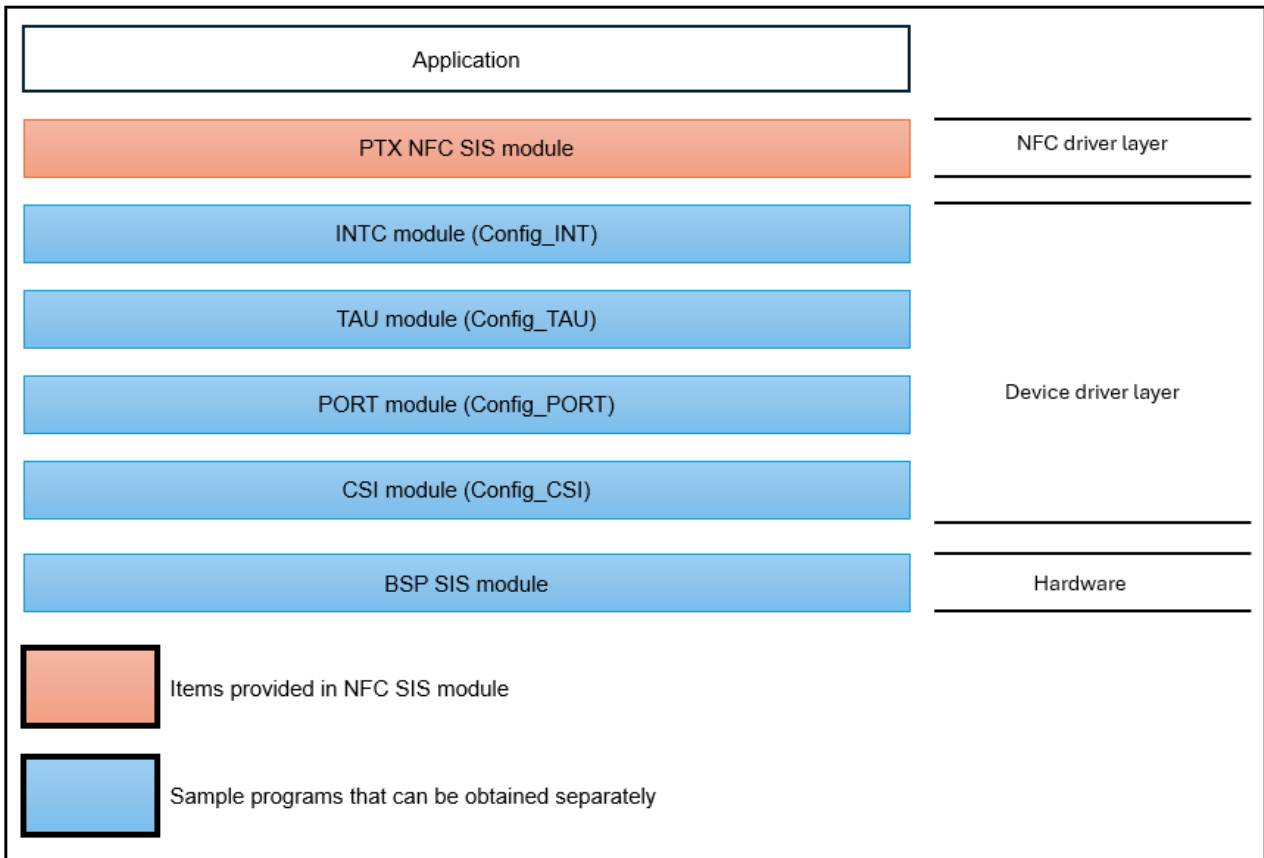 Application
PTX NFC SIS module
NFC driver layer
INTC module (Config_INT)
TAU module (Config_TAU)
PORT module (Config_PORT)
Device driver layer
CSI module (Config_CSI)
BSP SIS module
Hardware
Items provided in NFC SIS module
Sample programs that can be obtained separately